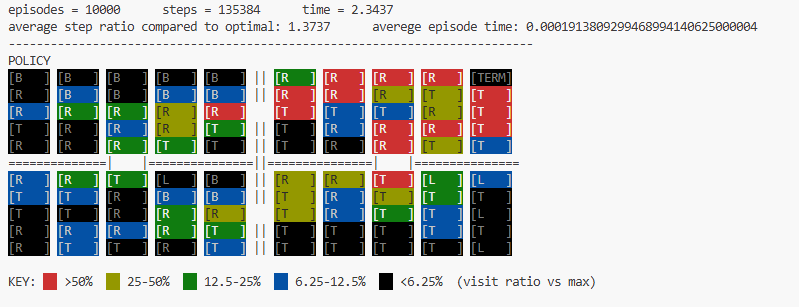 episodes = 10000      steps = 135384      time = 2.3437
average step ratio compared to optimal: 1.3737      averege episode time: 0.0001913809299468994140625000004
---------------------------------------------------------------------------
POLICY
[B   ] [B   ] [B   ] [B   ] [B   ] || [R   ] [R   ] [R   ] [R   ] [TERM]
[R   ] [B   ] [B   ] [B   ] [B   ] || [R   ] [R   ] [R   ] [T   ] [T   ]
[R   ] [R   ] [R   ] [R   ] [R   ]    [T   ] [T   ] [T   ] [R   ] [T   ]
[T   ] [R   ] [R   ] [R   ] [T   ] || [T   ] [R   ] [R   ] [R   ] [T   ]
[R   ] [R   ] [R   ] [T   ] [T   ] || [T   ] [R   ] [R   ] [T   ] [T   ]
==============|    |===============||===============|    |===============
[R   ] [R   ] [T   ] [L   ] [B   ] || [R   ] [R   ] [T   ] [L   ] [L   ]
[T   ] [T   ] [R   ] [B   ] [B   ] || [T   ] [R   ] [T   ] [T   ] [T   ]
[T   ] [T   ] [R   ] [R   ] [R   ]    [T   ] [R   ] [T   ] [T   ] [L   ]
[R   ] [R   ] [R   ] [R   ] [R   ] || [T   ] [T   ] [T   ] [T   ] [T   ]
[R   ] [T   ] [R   ] [R   ] [T   ] || [T   ] [T   ] [T   ] [T   ] [L   ]
KEY: >50% 25-50% 12.5-25% 6.25-12.5% <6.25% (visit ratio vs max)